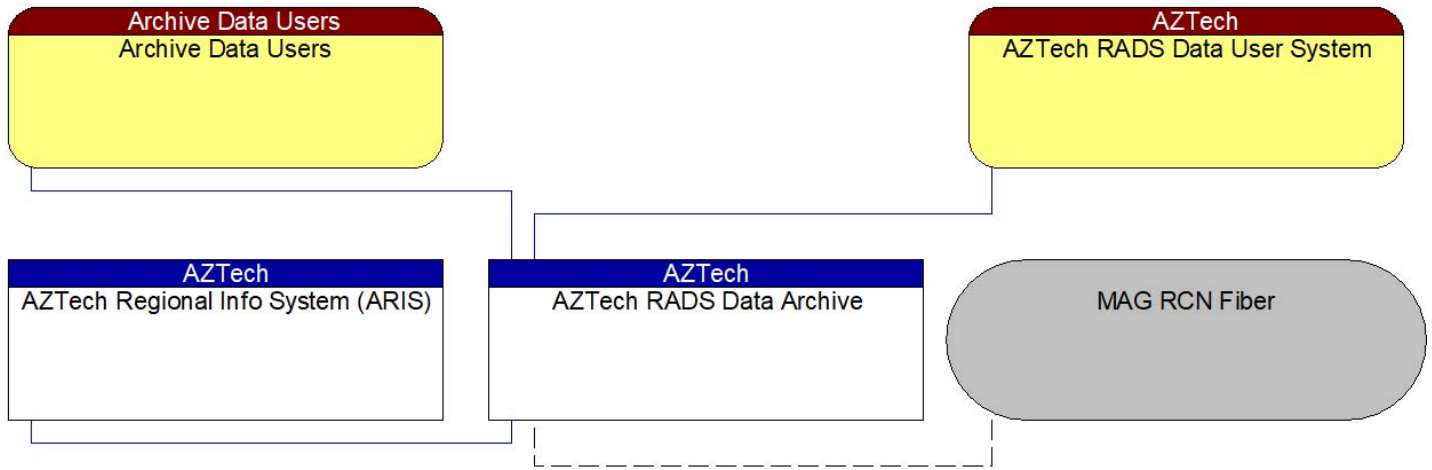 Archive Data Users
Archive Data Users
AZTech
AZTech RADS Data User System
AZTech
AZTech Regional Info System (ARIS)
AZTech
AZTech RADS Data Archive
MAG RCN Fiber